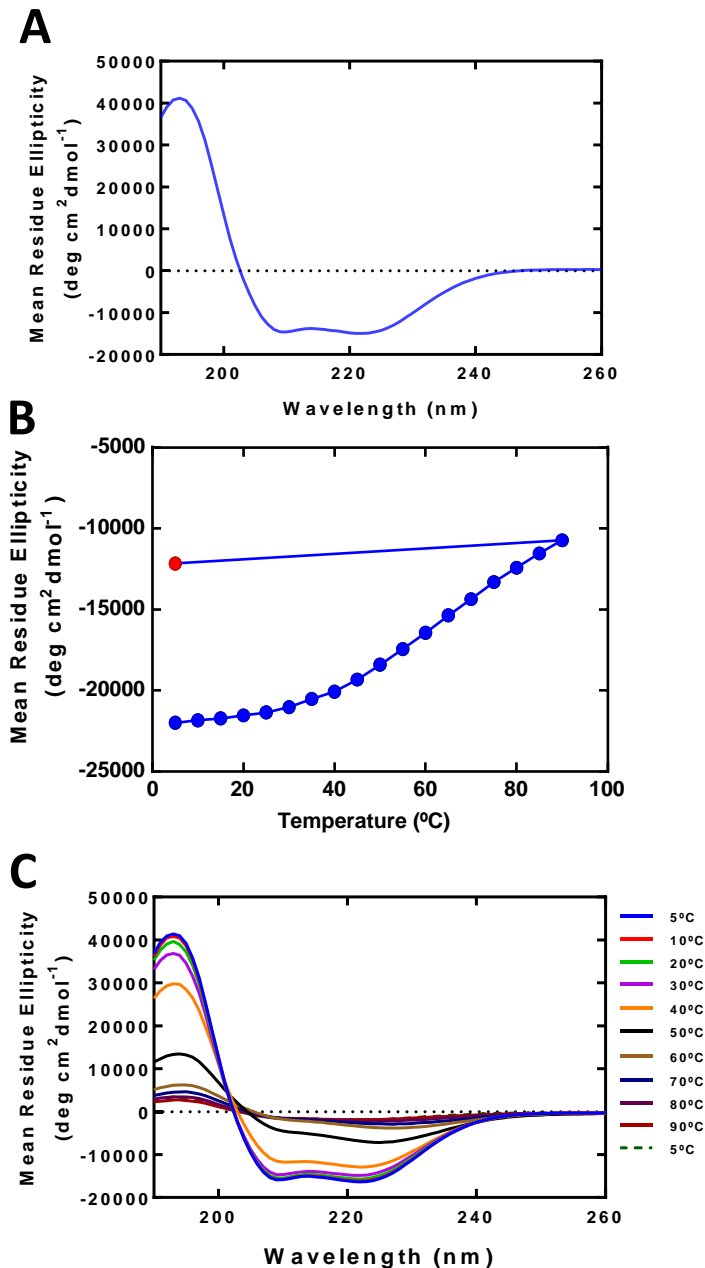 A
Mean Residue Ellipticity
(deg cm²dmol⁻¹)
50000
40000
30000
20000
10000
0
-10000
-20000
200
220
240
260
Wavelength (nm)
B
Mean Residue Ellipticity
(deg cm² dmol⁻¹)
-5000
-10000
-15000
-20000
-25000
0
20
40
60
80
100
Temperature (ºC)
C
Mean Residue Ellipticity
(deg cm²dmol⁻¹)
50000
40000
30000
20000
10000
0
-10000
-20000
200
220
240
260
Wavelength (nm)
5ºC
10ºC
20ºC
30ºC
40ºC
50ºC
60ºC
70ºC
80ºC
90ºC
5ºC